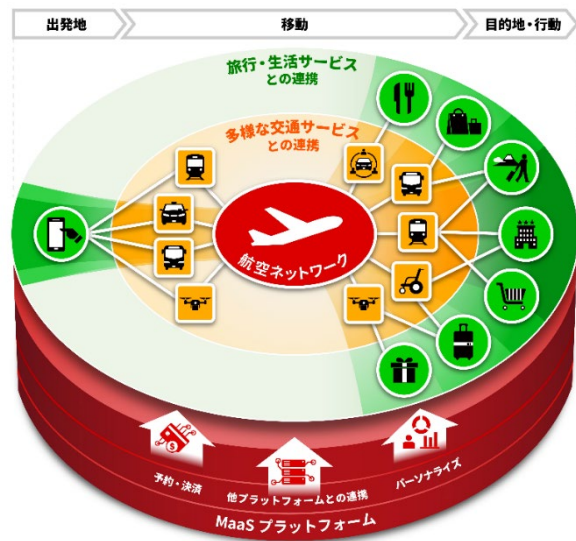 出発地
移動
目的地・行動
旅行・生活サービス
との連携
多様な交通サービス
との連携
航空ネットワーク
予約・決済
他プラットフォームとの連携
パーソナライズ
MaaS プラットフォーム